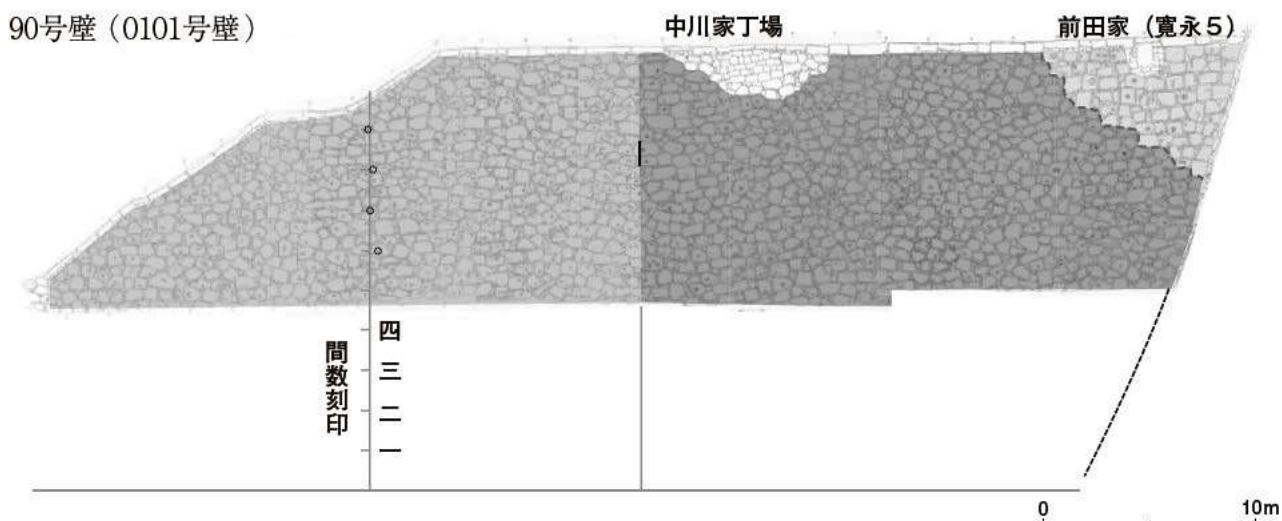 90号壁（0101号壁）
中川家丁場
前田家（寛永5）
間数刻印
四
三
二
一
0
10m